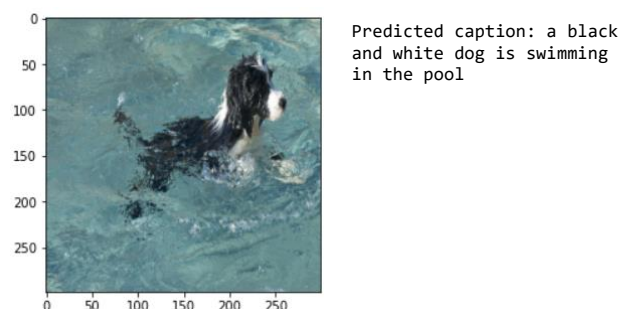 0
50
100
150
200
250
0 50 100 150 200 250
Predicted caption: a black
and white dog is swimming
in the pool